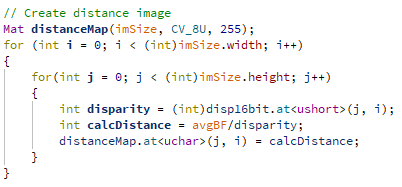 // Create distance image
Mat distanceMap(imSize, CV_8U, 255);
for (int i = 0; i < (int)imSize.width; i++)
{
for(int j = 0; j < (int)imSize.height; j++)
{
int disparity = (int)disp16bit.at<ushort>(j, i);
int calcDistance = avgBF/disparity;
distanceMap.at<uchar>(j, i) = calcDistance;
}
}